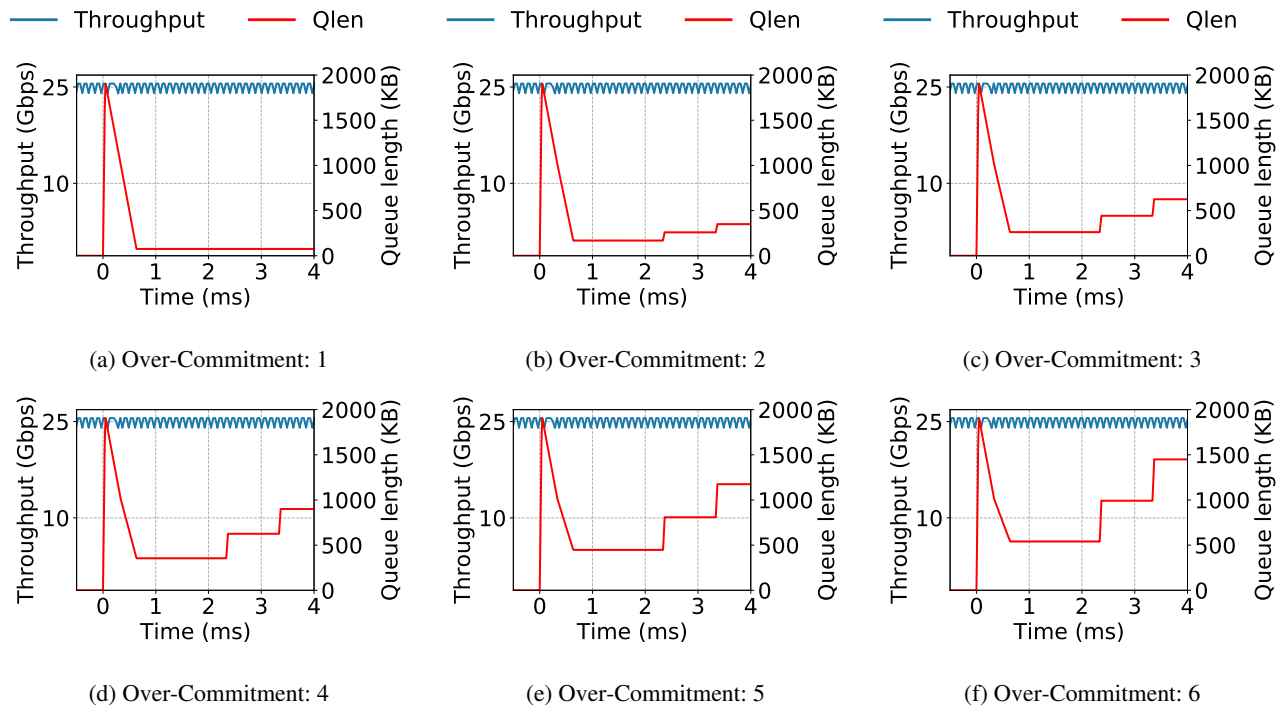 Throughput Qlen
Throughput (Gbps)
25
10
2000
1500
1000
500
0
Queue length (KB)
0 1 2 3 4
Time (ms)
(a) Over-Commitment: 1
Throughput Qlen
Throughput (Gbps)
25
10
2000
1500
1000
500
0
Queue length (KB)
0 1 2 3 4
Time (ms)
(b) Over-Commitment: 2
Throughput Qlen
Throughput (Gbps)
25
10
2000
1500
1000
500
0
Queue length (KB)
0 1 2 3 4
Time (ms)
(c) Over-Commitment: 3
Throughput (Gbps)
25
10
2000
1500
1000
500
0
Queue length (KB)
0 1 2 3 4
Time (ms)
(d) Over-Commitment: 4
Throughput (Gbps)
25
10
2000
1500
1000
500
0
Queue length (KB)
0 1 2 3 4
Time (ms)
(e) Over-Commitment: 5
Throughput (Gbps)
25
10
2000
1500
1000
500
0
Queue length (KB)
0 1 2 3 4
Time (ms)
(f) Over-Commitment: 6